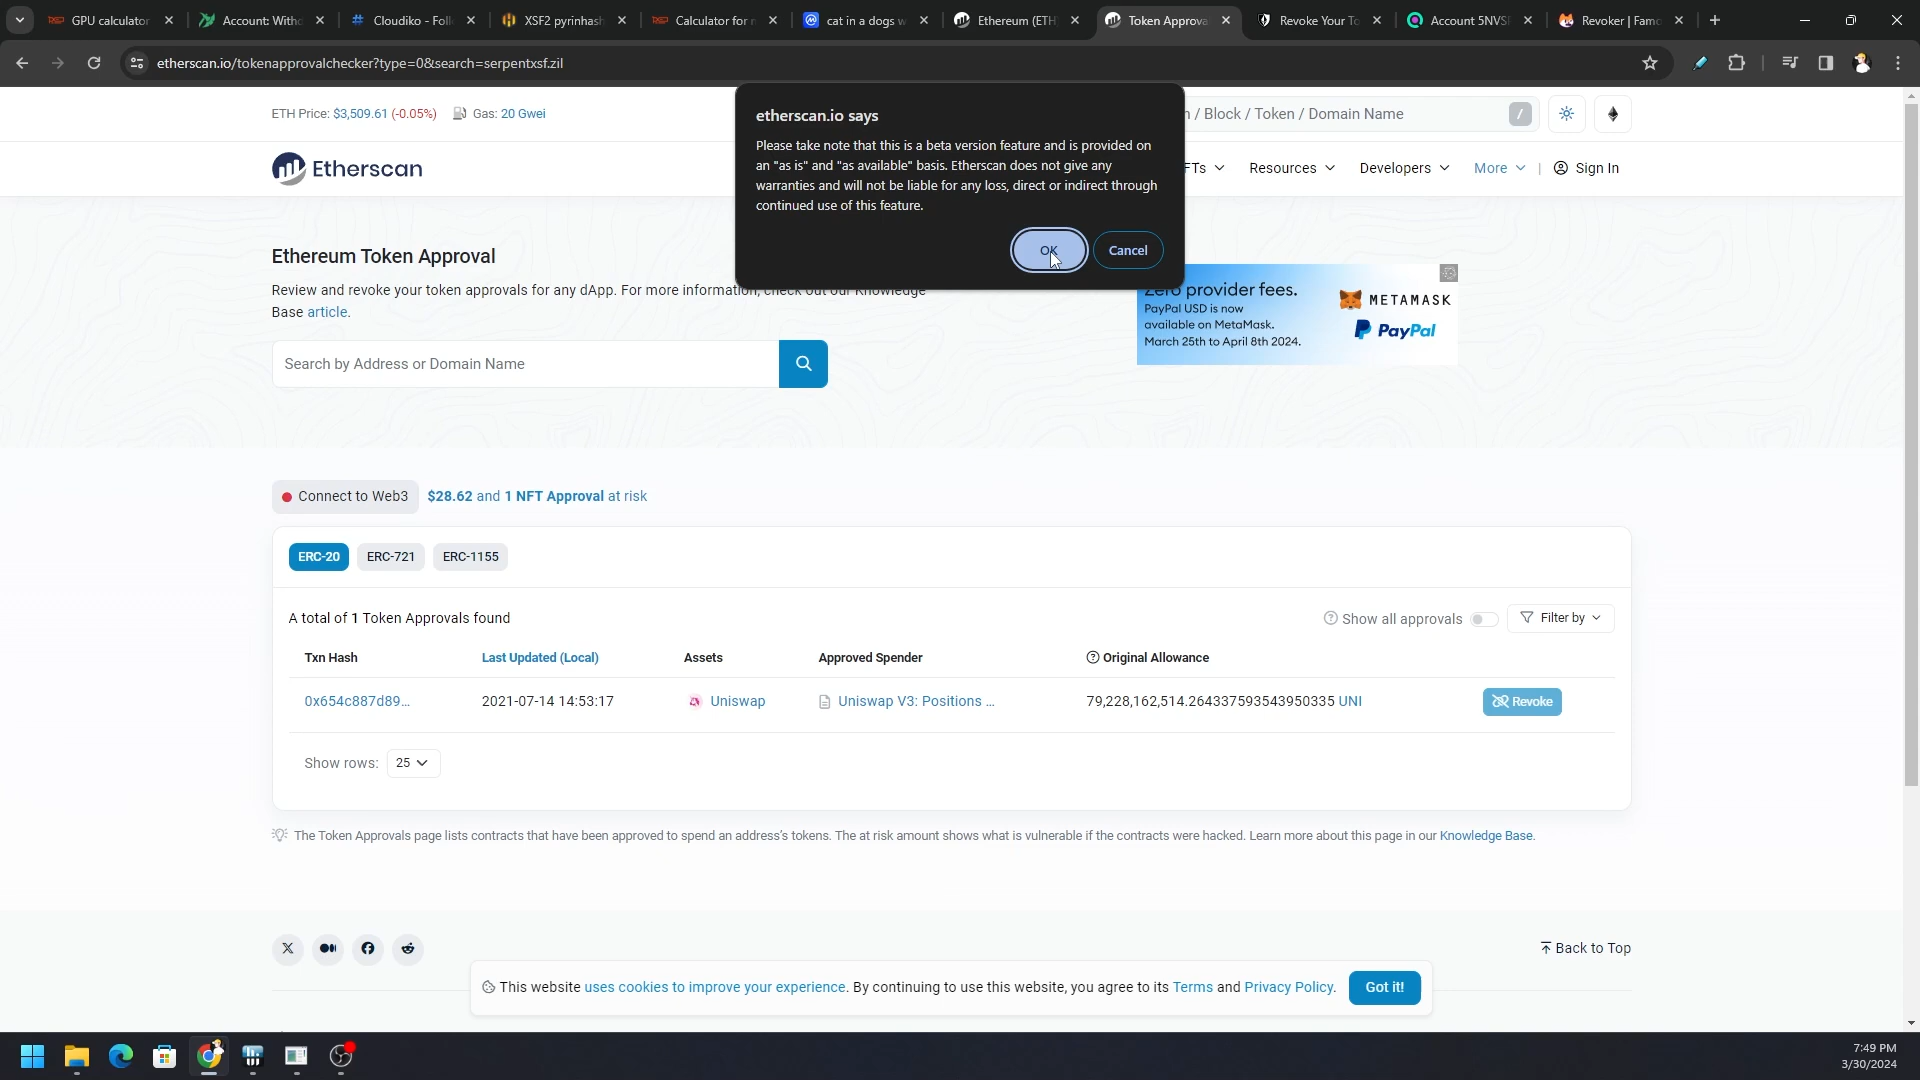 GPU calculator
Account: With
Cloudiko - Foll
XSF2 pyrinhash
Calculator for
cat in a dogs w
Ethereum (ETH
Token Approva
Revoke Your To
Account 5NVS
Revoker | Famo
etherscan.io/tokenapprovalchecker?type=0&search=serpentxsf.zil
ETH Price: $3,509.61 (-0.05%) Gas: 20 Gwei
/ Block / Token / Domain Name /
Etherscan
Resources Developers More | Sign In
etherscan.io says
Please take note that this is a beta version feature and is provided on
an "as is" and "as available" basis. Etherscan does not give any
warranties and will not be liable for any loss, direct or indirect through
continued use of this feature.
OK Cancel
Ethereum Token Approval
Review and revoke your token approvals for any dApp. For more information, check out our Knowledge
Base article.
Search by Address or Domain Name
Zero provider fees.
PayPal USD is now
available on MetaMask.
March 25th to April 8th 2024.
METAMASK
PayPal
Connect to Web3 $28.62 and 1 NFT Approval at risk
ERC-20 ERC-721 ERC-1155
A total of 1 Token Approvals found
Show all approvals Filter by
Txn Hash Last Updated (Local) Assets Approved Spender Original Allowance
0x654c887d89... 2021-07-14 14:53:17 Uniswap Uniswap V3: Positions ... 79,228,162,514.264337593543950335 UNI Revoke
Show rows: 25
The Token Approvals page lists contracts that have been approved to spend an address's tokens. The at risk amount shows what is vulnerable if the contracts were hacked. Learn more about this page in our Knowledge Base.
Back to Top
This website uses cookies to improve your experience. By continuing to use this website, you agree to its Terms and Privacy Policy. Got it!
7:49 PM
3/30/2024